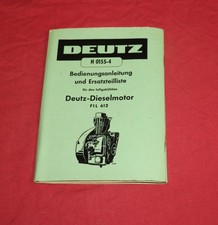 DEUTZ
H 0155-4
Bedienungsanleitung
und Ersatzteilliste
für den luftgekühlten
Deutz-Dieselmotor
F1L 612